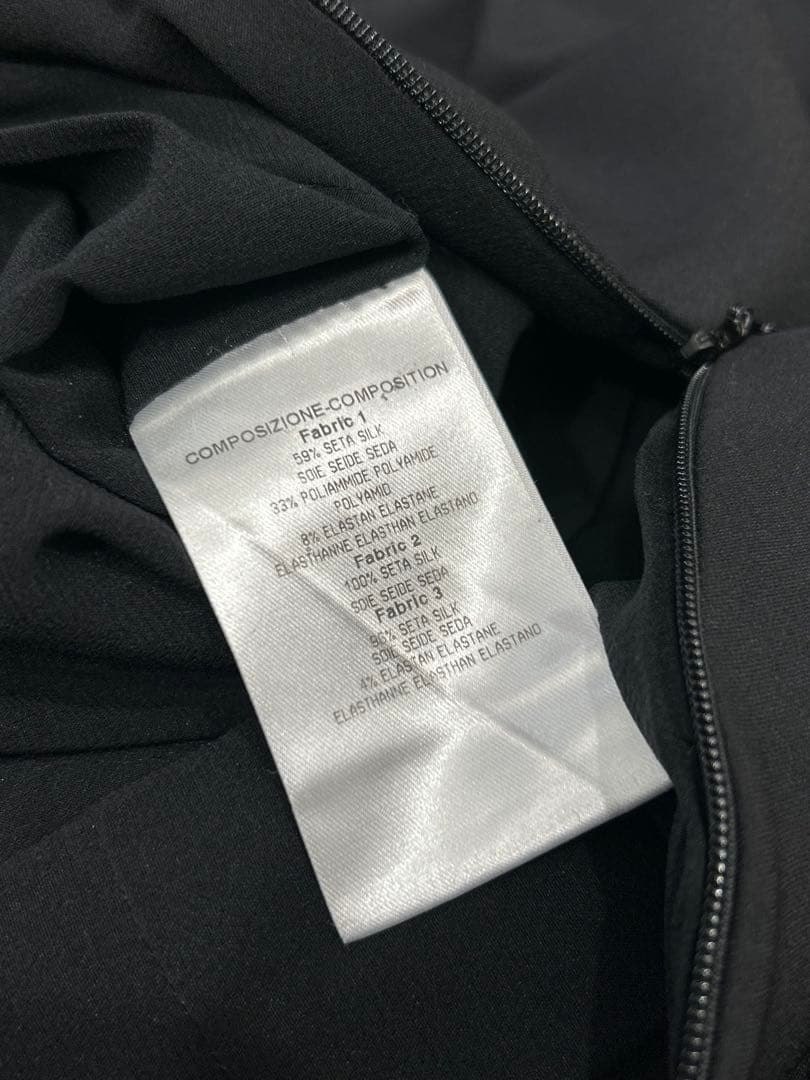 COMPOSIZIONE-COMPOSITION
Fabric 1
59% SETA SILK
SOIE SEIDE SEDA
33% POLIAMMIDE POLYAMIDE
POLYAMID
8% ELASTAN ELASTANE
ELASTHANNE ELASTHAN ELASTANO
Fabric 2
100% SETA SILK
SOIE SEIDE SEDA
Fabric 3
96% SETA SILK
SOIE SEIDE SEDA
4% ELASTAN ELASTANE
ELASTHANNE ELASTHAN ELASTANO